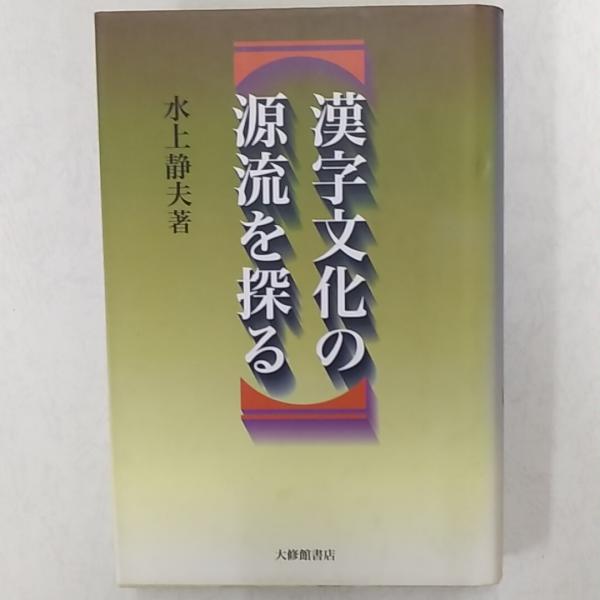 漢字文化の
源流を探る
水上静夫著
大修館書店